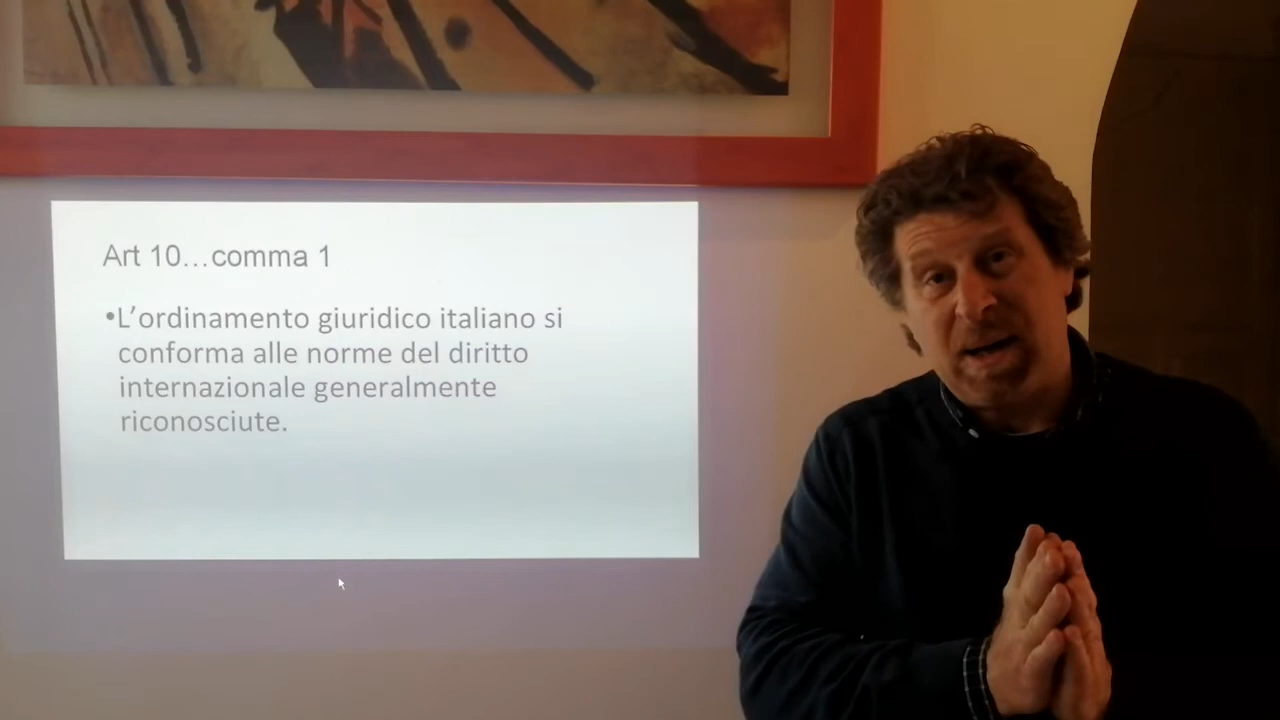 Art 10…comma 1
•L’ordinamento giuridico italiano si
conforma alle norme del diritto
internazionale generalmente
riconosciute.